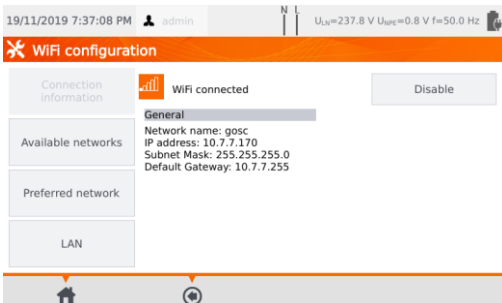 19/11/2019 7:37:08 PM admin N L U_LN=237.8 V U_NPE=0.8 V f=50.0 Hz
WiFi configuration
Connection information
WiFi connected
Disable
General
Available networks
Network name: gosc
IP address: 10.7.7.170
Subnet Mask: 255.255.255.0
Default Gateway: 10.7.7.255
Preferred network
LAN